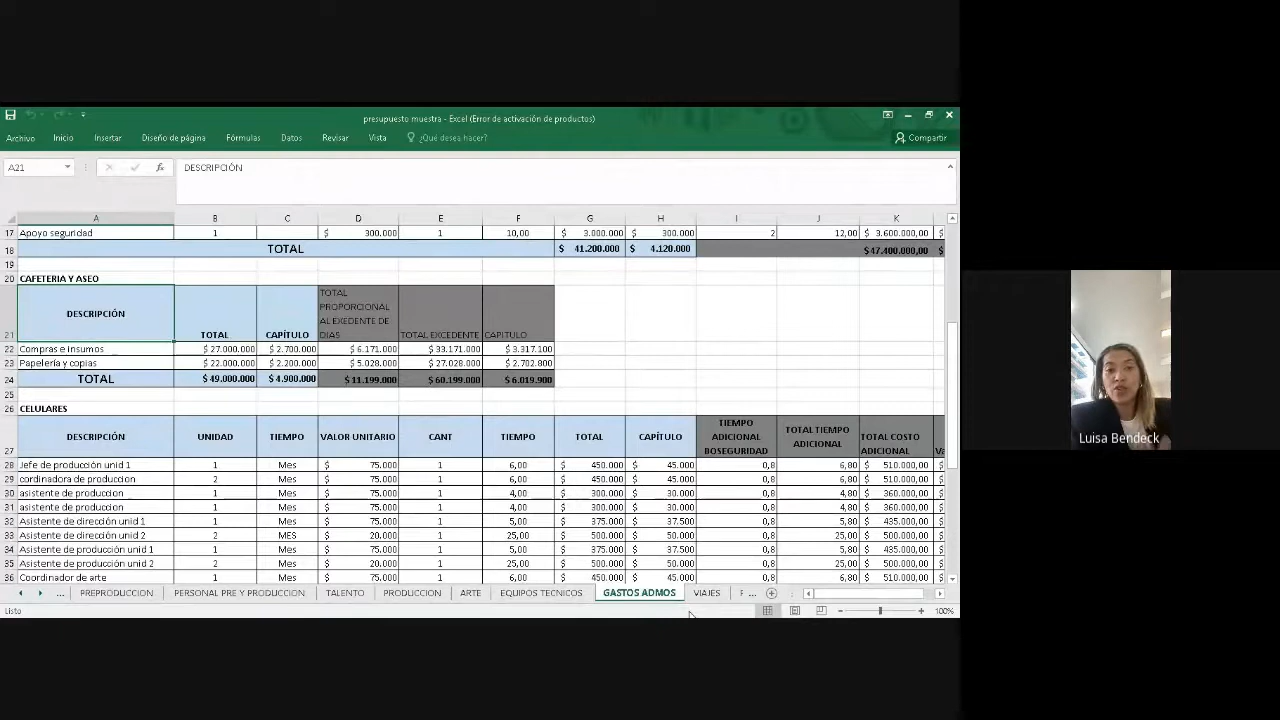 presupuesto muestra - Excel (Error de activación de productos)
Archivo Inicio Insertar Diseño de página Fórmulas Datos Revisar Vista ¿Qué desea hacer? Compartir
A21 fx DESCRIPCIÓN
A B C D E F G H I J K
17 Apoyo seguridad 1 $ 300.000 1 10,00 $ 3.000.000 $ 300.000 2 12,00 $ 3.600.000,00
18 TOTAL $ 41.200.000 $ 4.120.000 $47.400.000,00 $
19
20 CAFETERIA Y ASEO
21 DESCRIPCIÓN TOTAL CAPÍTULO TOTAL PROPORCIONAL AL EXEDENTE DE DIAS TOTAL EXCEDENTE CAPITULO
22 Compras e insumos $ 27.000.000 $ 2.700.000 $ 6.171.000 $ 33.171.000 $ 3.317.100
23 Papelería y copias $ 22.000.000 $ 2.200.000 $ 5.028.000 $ 27.028.000 $ 2.702.800
24 TOTAL $ 49.000.000 $ 4.900.000 $ 11.199.000 $ 60.199.000 $ 6.019.900
25
26 CELULARES
27 DESCRIPCIÓN UNIDAD TIEMPO VALOR UNITARIO CANT TIEMPO TOTAL CAPÍTULO TIEMPO ADICIONAL BOSEGURIDAD TOTAL TIEMPO ADICIONAL TOTAL COSTO ADICIONAL
28 Jefe de producción unid 1 1 Mes $ 75.000 1 6,00 $ 450.000 $ 45.000 0,8 6,80 $ 510.000,00
29 cordinadora de produccion 2 Mes $ 75.000 1 6,00 $ 450.000 $ 45.000 0,8 6,80 $ 510.000,00
30 asistente de produccion 1 Mes $ 75.000 1 4,00 $ 300.000 $ 30.000 0,8 4,80 $ 360.000,00
31 asistente de produccion 1 Mes $ 75.000 1 4,00 $ 300.000 $ 30.000 0,8 4,80 $ 360.000,00
32 Asistente de dirección unid 1 1 Mes $ 75.000 1 5,00 $ 375.000 $ 37.500 0,8 5,80 $ 435.000,00
33 Asistente de dirección unid 2 2 MES $ 20.000 1 25,00 $ 500.000 $ 50.000 0,8 25,00 $ 500.000,00
34 Asistente de producción unid 1 1 Mes $ 75.000 1 5,00 $ 375.000 $ 37.500 0,8 5,80 $ 435.000,00
35 Asistente de producción unid 2 2 MES $ 20.000 1 25,00 $ 500.000 $ 50.000 0,8 25,00 $ 500.000,00
36 Coordinador de arte 1 Mes $ 75.000 1 6,00 $ 450.000 $ 45.000 0,8 6,80 $ 510.000,00
... PREPRODUCCION PERSONAL PRE Y PRODUCCION TALENTO PRODUCCION ARTE EQUIPOS TECNICOS GASTOS ADMOS VIAJES ...
Listo 100%
Luisa Bendeck